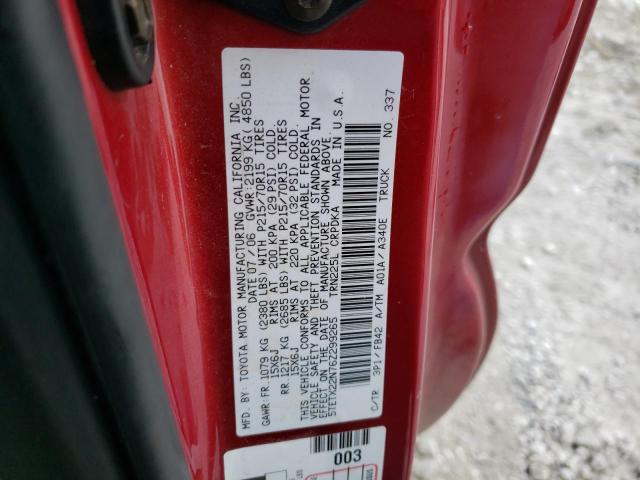 MFD. BY: TOYOTA MOTOR MANUFACTURING CALIFORNIA INC.
DATE 07 / 06 GVWR: 2199 KG( 4850 LBS)
GAWR: FR. 1079 KG (2380 LBS) WITH P215/70R15 TIRES
15X6J RIMS AT 200 KPA (29 PSI) COLD
RR. 1217 KG (2685 LBS) WITH P215/70R15 TIRES
15X6J RIMS AT 220 KPA (32 PSI) COLD.
THIS VEHICLE CONFORMS TO ALL APPLICABLE FEDERAL MOTOR
VEHICLE SAFETY AND THEFT PREVENTION STANDARDS IN
EFFECT ON THE DATE OF MANUFACTURE SHOWN ABOVE.
5TETX22N76Z299265 TRN225L CRPDKA MADE IN U.S.A.
C/TR 3P1/ FB42 A/TM A01A/ A340E TRUCK NO. 337
003